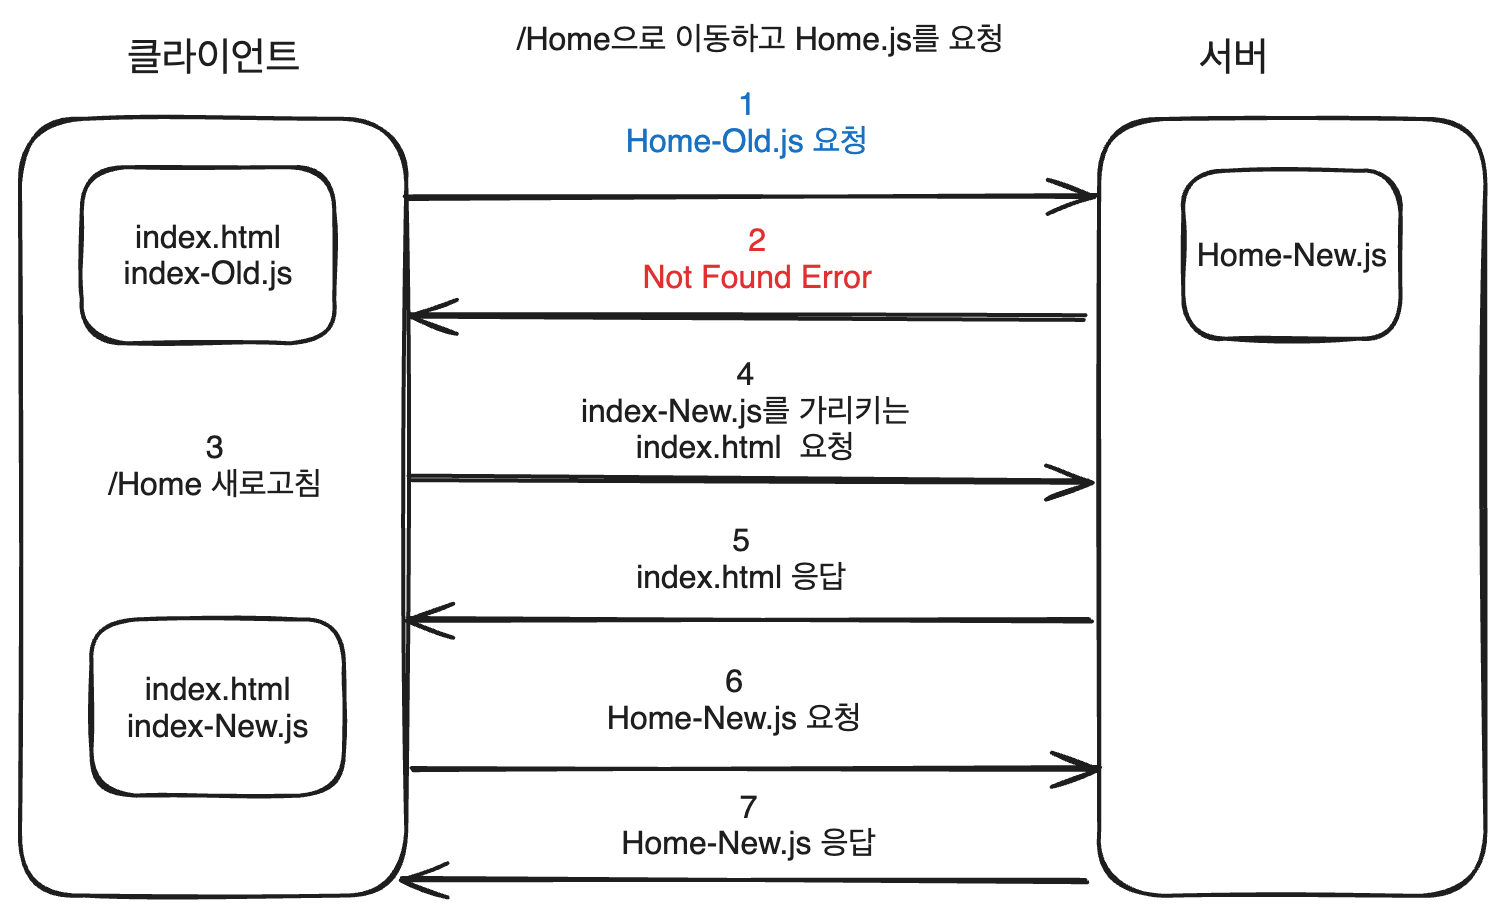 /Home으로 이동하고 Home.js를 요청
클라이언트
서버
1
Home-Old.js 요청
index.html
index-Old.js
Home-New.js
2
Not Found Error
4
index-New.js를 가리키는
index.html 요청
3
/Home 새로고침
5
index.html 응답
index.html
index-New.js
6
Home-New.js 요청
7
Home-New.js 응답